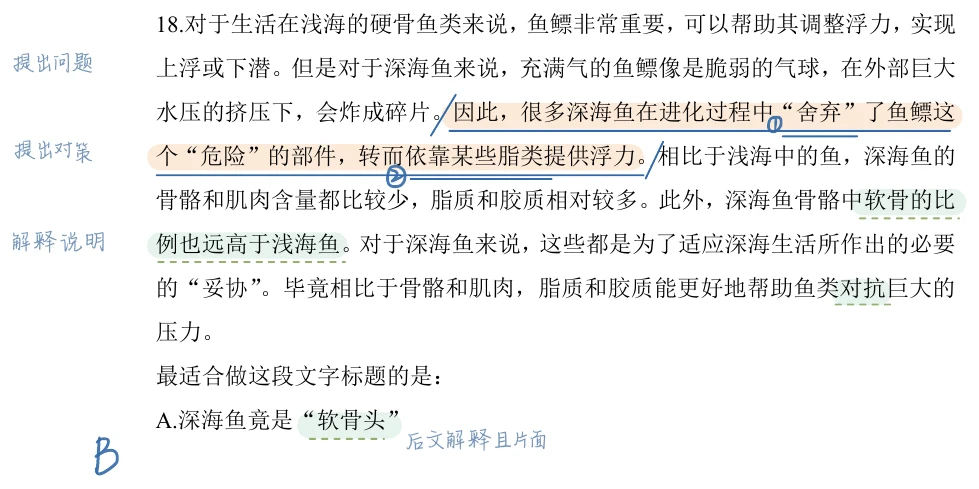 18.对于生活在浅海的硬骨鱼类来说，鱼鳔非常重要，可以帮助其调整浮力，实现
提出问题
上浮或下潜。但是对于深海鱼来说，充满气的鱼鳔像是脆弱的气球，在外部巨大
水压的挤压下，会炸成碎片。因此，很多深海鱼在进化过程中“舍弃”了鱼鳔这
①
提出对策
个“危险”的部件，转而依靠某些脂类提供浮力。相比于浅海中的鱼，深海鱼的
②
骨骼和肌肉含量都比较少，脂质和胶质相对较多。此外，深海鱼骨骼中软骨的比
解释说明
例也远高于浅海鱼。对于深海鱼来说，这些都是为了适应深海生活所作出的必要
的“妥协”。毕竟相比于骨骼和肌肉，脂质和胶质能更好地帮助鱼类对抗巨大的
压力。
最适合做这段文字标题的是：
A.深海鱼竟是“软骨头”
后文解释且片面
B